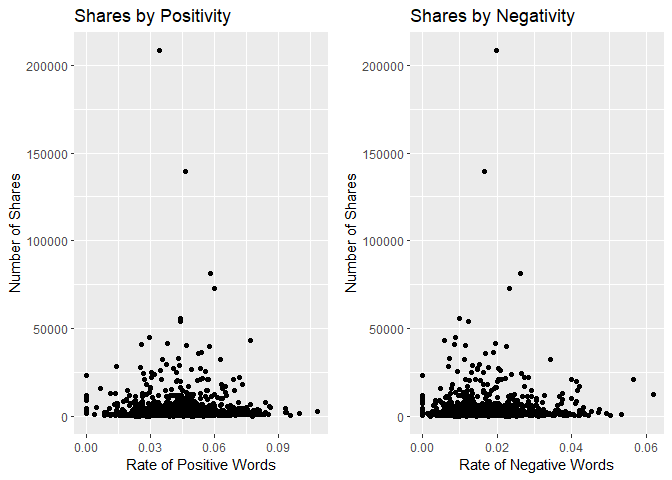 Shares by Positivity
Number of Shares
200000
150000
100000
50000
0
0.00 0.03 0.06 0.09
Rate of Positive Words
Shares by Negativity
Number of Shares
200000
150000
100000
50000
0
0.00 0.02 0.04 0.06
Rate of Negative Words